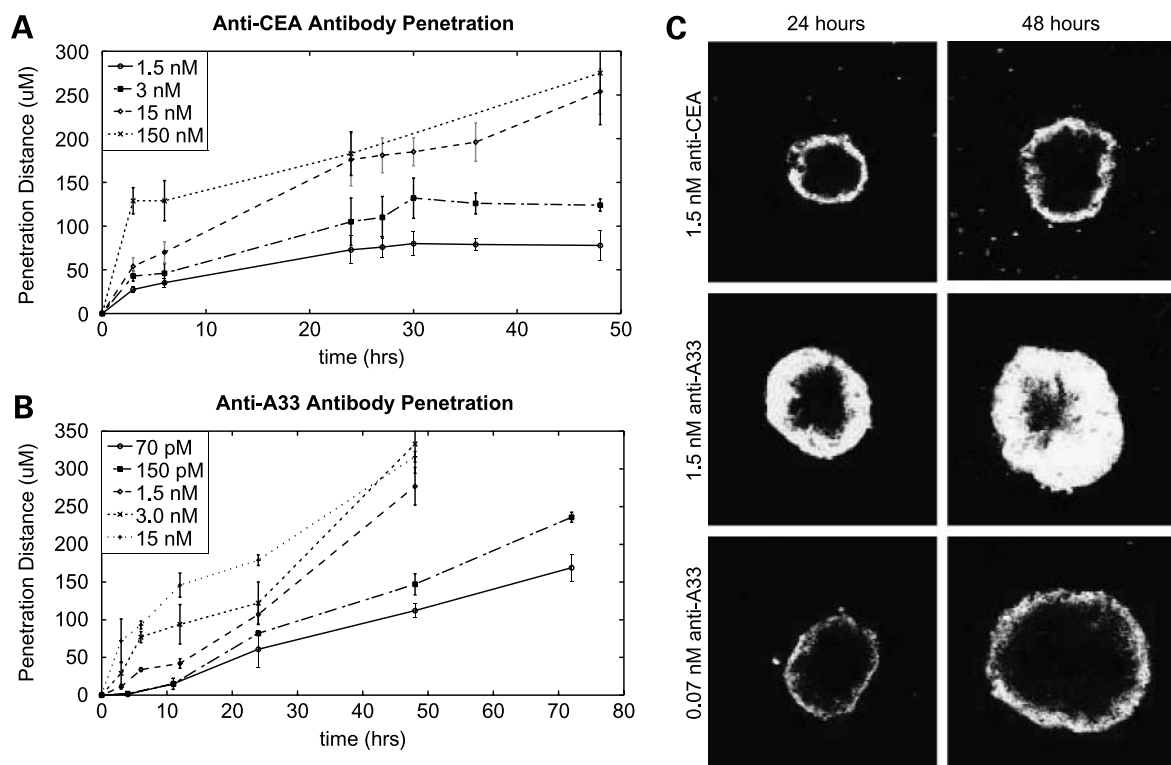 A
Anti-CEA Antibody Penetration
Penetration Distance (uM)
300
250
200
150
100
50
0
1.5 nM
3 nM
15 nM
150 nM
0 10 20 30 40 50
time (hrs)
B
Anti-A33 Antibody Penetration
Penetration Distance (uM)
350
300
250
200
150
100
50
0
70 pM
150 pM
1.5 nM
3.0 nM
15 nM
0 10 20 30 40 50 60 70 80
time (hrs)
C
24 hours 48 hours
1.5 nM anti-CEA
1.5 nM anti-A33
0.07 nM anti-A33